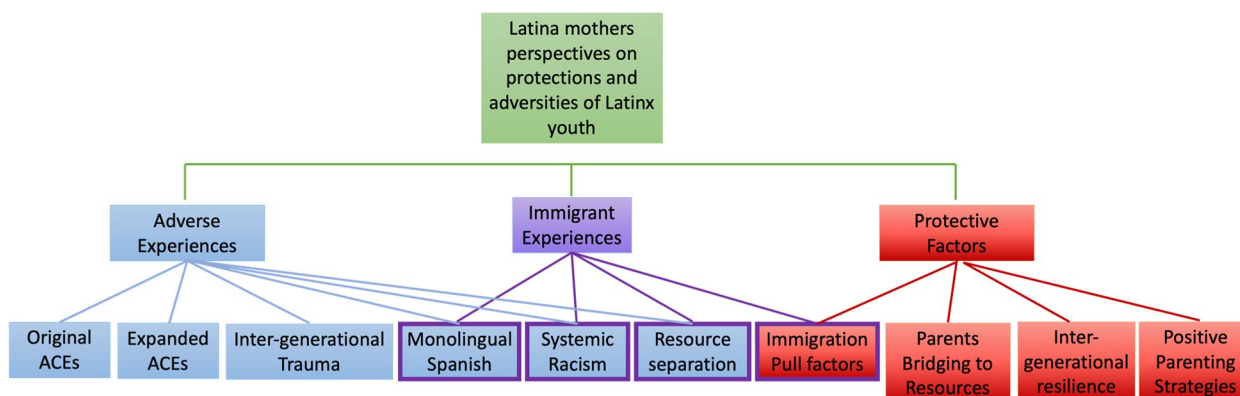 Latina mothers
perspectives on
protections and
adversities of Latinx
youth
Adverse
Experiences
Immigrant
Experiences
Protective
Factors
Original
ACEs
Expanded
ACEs
Inter-generational
Trauma
Monolingual
Spanish
Systemic
Racism
Resource
separation
Immigration
Pull factors
Parents
Bridging to
Resources
Inter-
generational
resilience
Positive
Parenting
Strategies